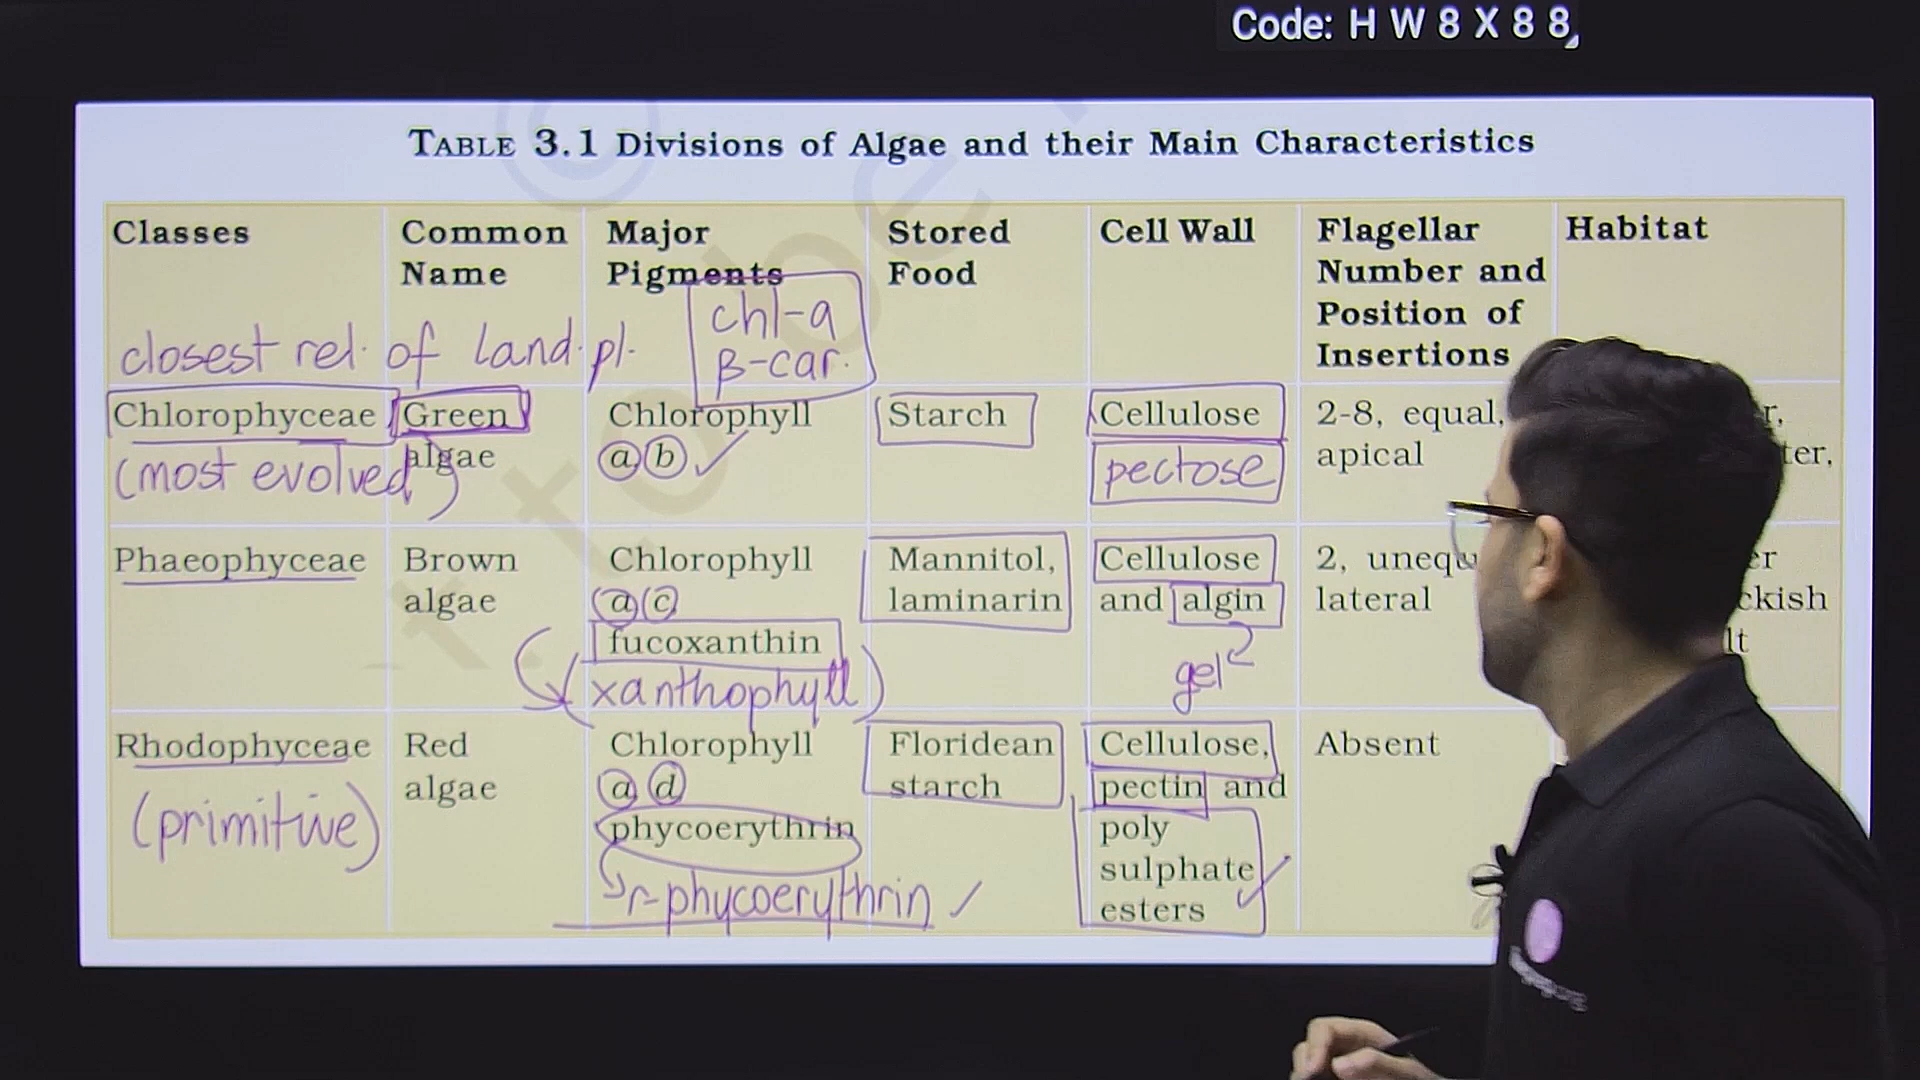 Code: H W 8 X 8 8
TABLE 3.1 Divisions of Algae and their Main Characteristics
Classes
Common
Name
Major
Pigments
Stored
Food
Cell Wall
Flagellar
Number and
Position of
Insertions
Habitat
closest rel. of land. pl.
chl-a
β-car.
Chlorophyceae
(most evolved)
Green
algae
Chlorophyll
a, b
Starch
Cellulose
pectose
2-8, equal,
apical
r,
ter,
Phaeophyceae
Brown
algae
Chlorophyll
a, c
fucoxanthin
(xanthophyll)
Mannitol,
laminarin
Cellulose
and algin
gel
2, unequ
lateral
er
ckish
lt
Rhodophyceae
(primitive)
Red
algae
Chlorophyll
a, d
phycoerythrin
r-phycoerythrin
Floridean
starch
Cellulose,
pectin and
poly
sulphate
esters
Absent